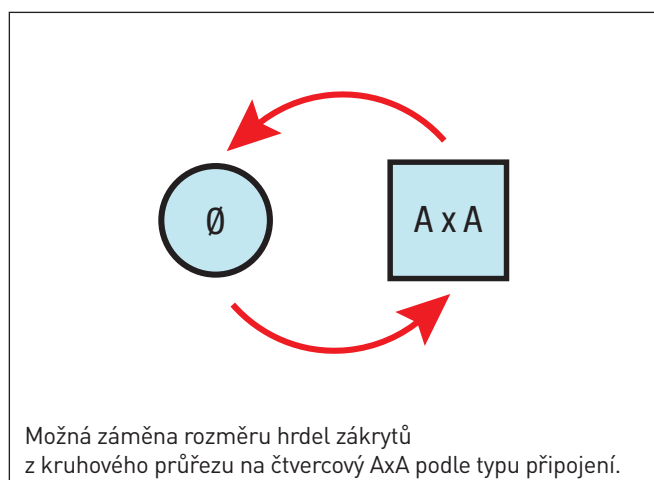 Ø
A x A
Možná záměna rozměru hrdel zákrytů
z kruhového průřezu na čtvercový AxA podle typu připojení.